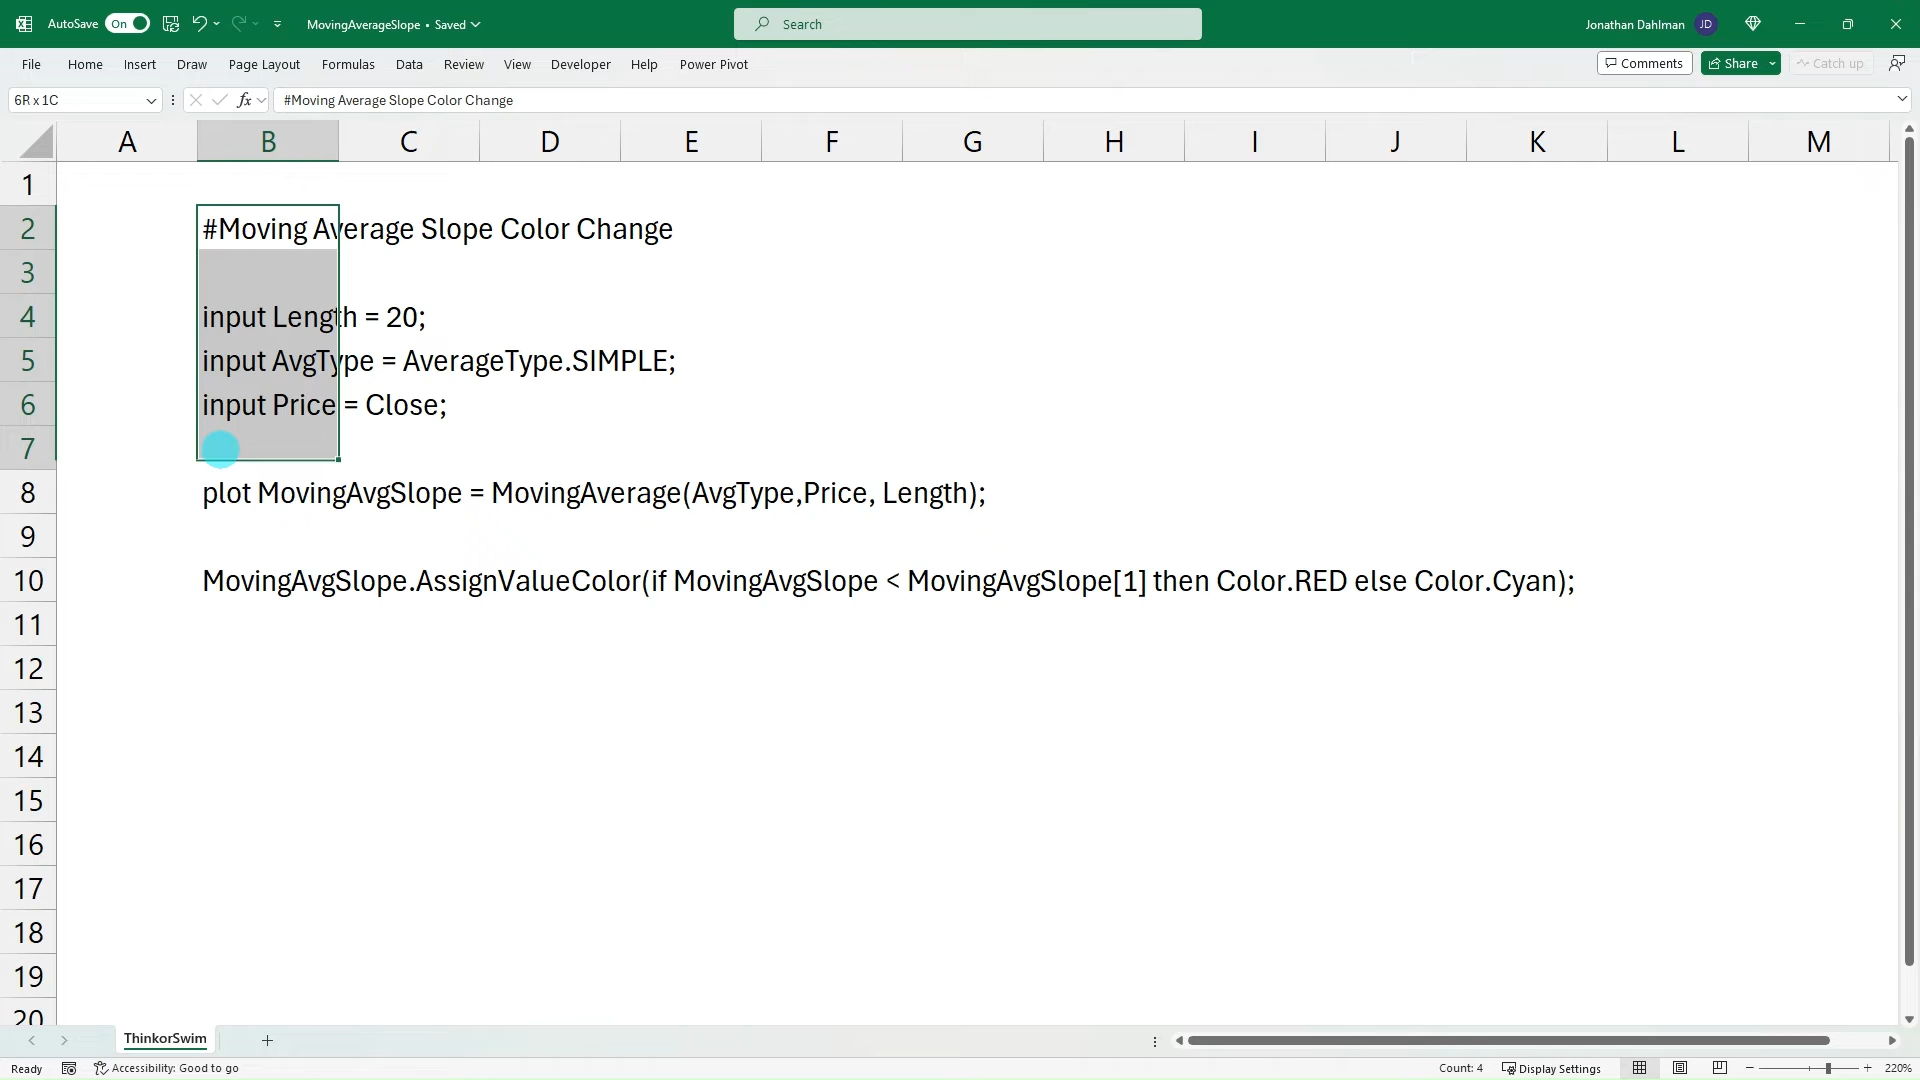 AutoSave On MovingAverageSlope • Saved Search Jonathan Dahlman JD
File Home Insert Draw Page Layout Formulas Data Review View Developer Help Power Pivot Comments Share Catch up
6R x 1C fx #Moving Average Slope Color Change
A B C D E F G H I J K L M
1
2 #Moving Average Slope Color Change
3
4 input Length = 20;
5 input AvgType = AverageType.SIMPLE;
6 input Price = Close;
7
8 plot MovingAvgSlope = MovingAverage(AvgType,Price, Length);
9
10 MovingAvgSlope.AssignValueColor(if MovingAvgSlope < MovingAvgSlope[1] then Color.RED else Color.Cyan);
11
12
13
14
15
16
17
18
19
20
ThinkorSwim
Ready Accessibility: Good to go Count: 4 Display Settings 220%